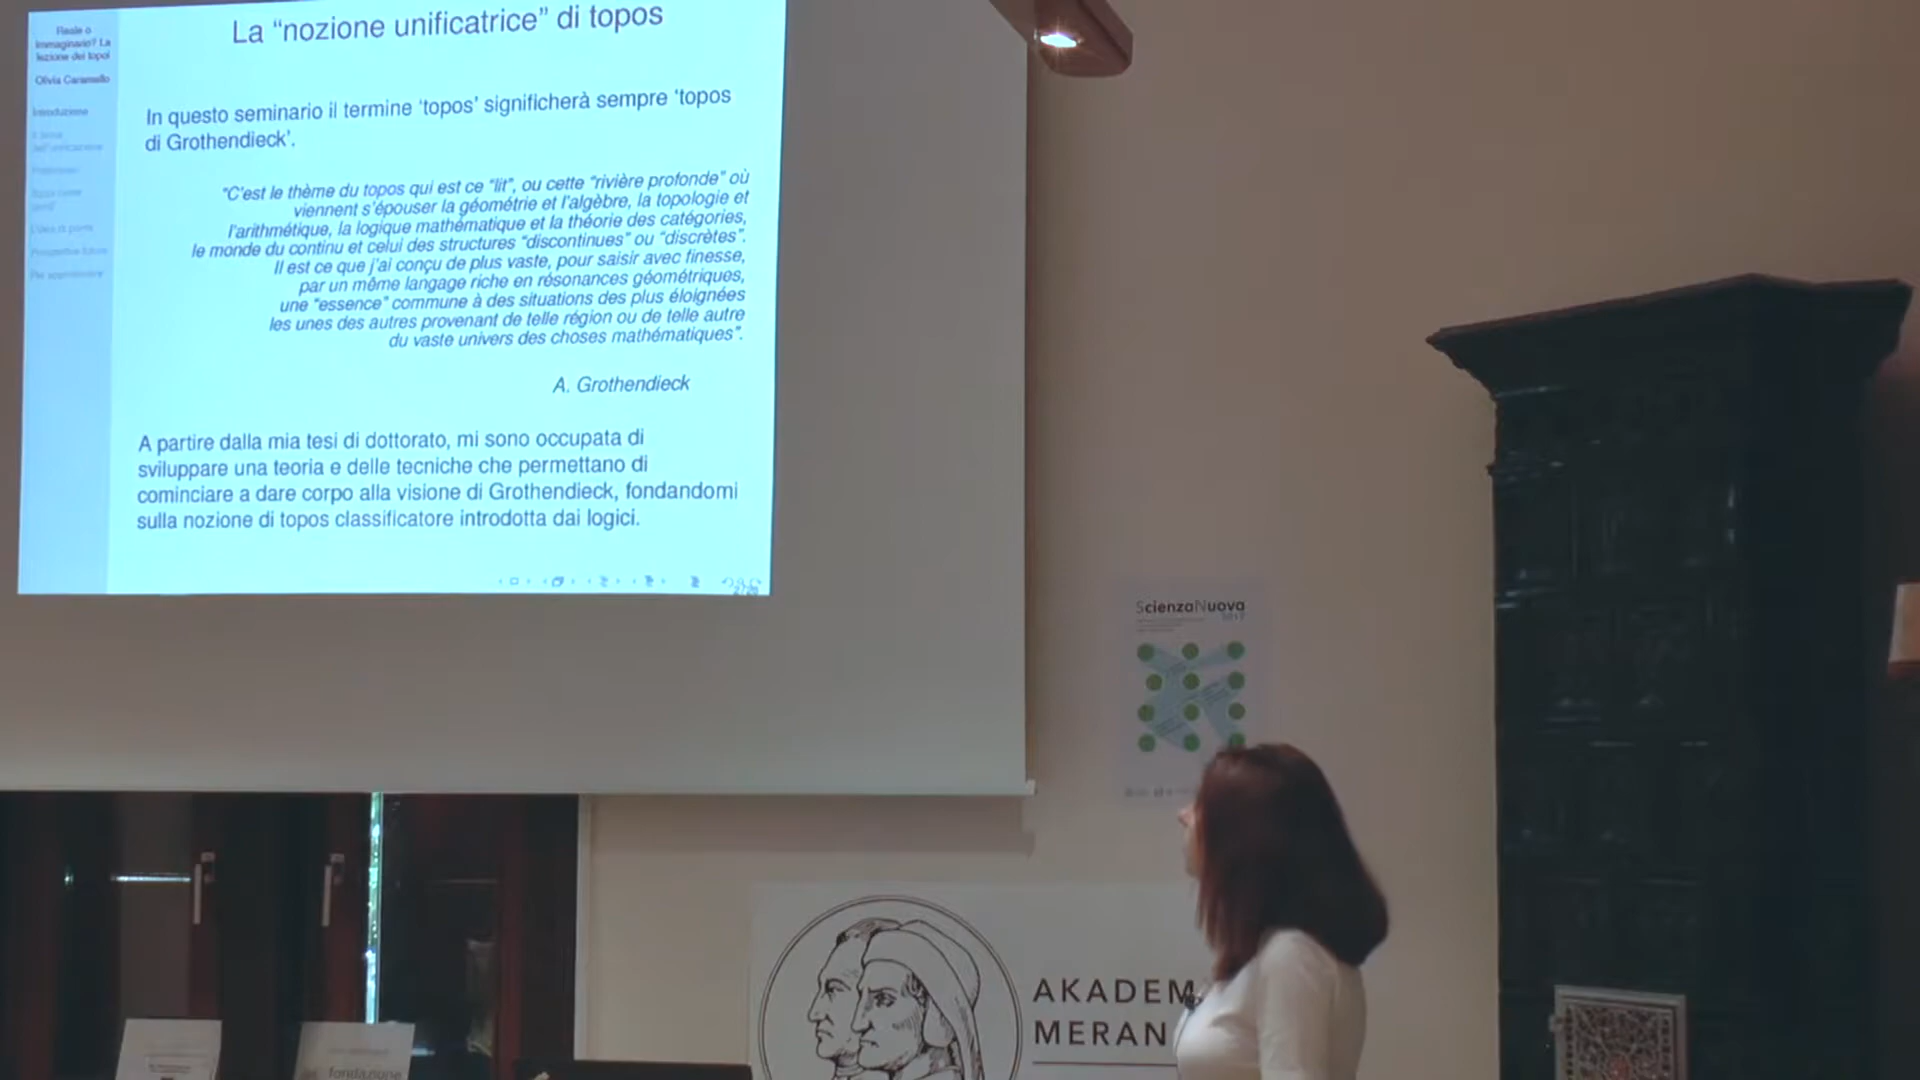 Reale o
Immaginario? La
lezione dei topoi
Olivia Caramello
Introduzione
L'idea di ponte
Prospettive future
Per approfondire
La “nozione unificatrice” di topos
In questo seminario il termine ‘topos’ significherà sempre ‘topos
di Grothendieck’.
“C’est le thème du topos qui est ce “lit”, ou cette “rivière profonde” où
viennent s’épouser la géométrie et l’algèbre, la topologie et
l’arithmétique, la logique mathématique et la théorie des catégories,
le monde du continu et celui des structures “discontinues” ou “discrètes”.
Il est ce que j’ai conçu de plus vaste, pour saisir avec finesse,
par un même langage riche en résonances géométriques,
une “essence” commune à des situations des plus éloignées
les unes des autres provenant de telle région ou de telle autre
du vaste univers des choses mathématiques”.
A. Grothendieck
A partire dalla mia tesi di dottorato, mi sono occupata di
sviluppare una teoria e delle tecniche che permettano di
cominciare a dare corpo alla visione di Grothendieck, fondandomi
sulla nozione di topos classificatore introdotta dai logici.
ScienzaNuova
AKADEM
MERAN
fondazione